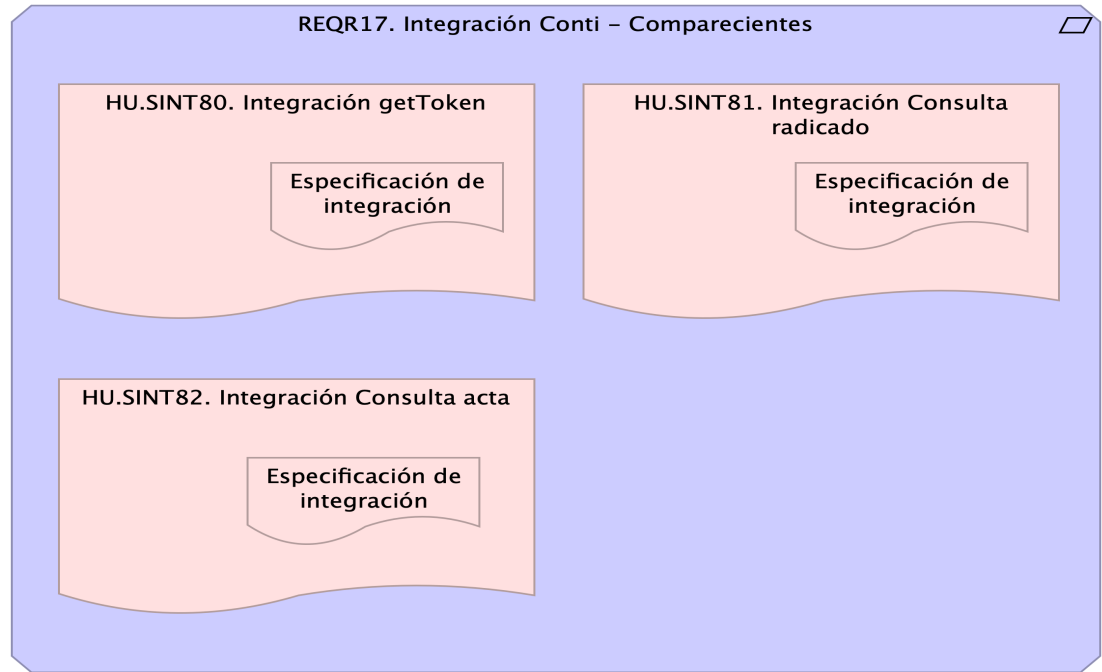 REQR17. Integración Conti – Comparecientes
HU.SINT80. Integración getToken
Especificación de
integración
HU.SINT81. Integración Consulta
radicado
Especificación de
integración
HU.SINT82. Integración Consulta acta
Especificación de
integración